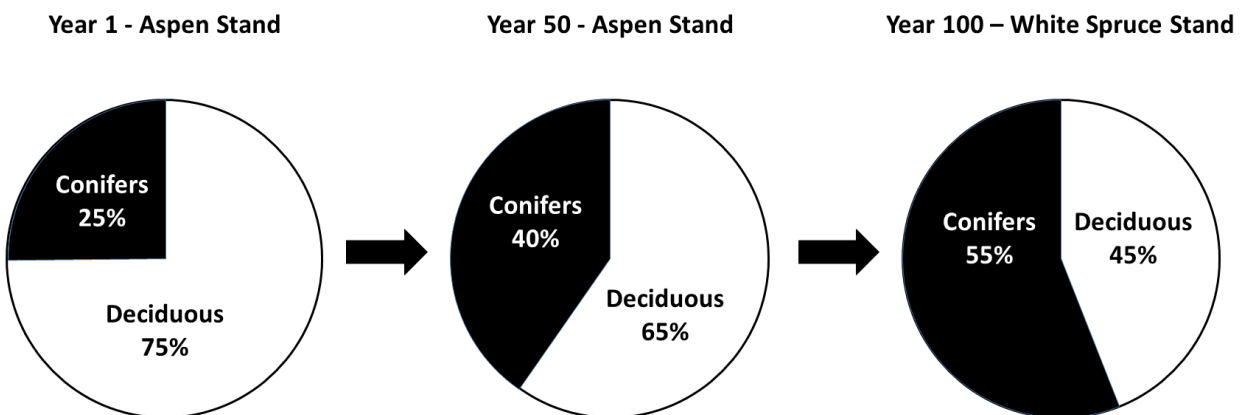 Year 1 - Aspen Stand
Year 50 - Aspen Stand
Year 100 – White Spruce Stand
Conifers
25%
Deciduous
75%
Conifers
40%
Deciduous
65%
Conifers
55%
Deciduous
45%